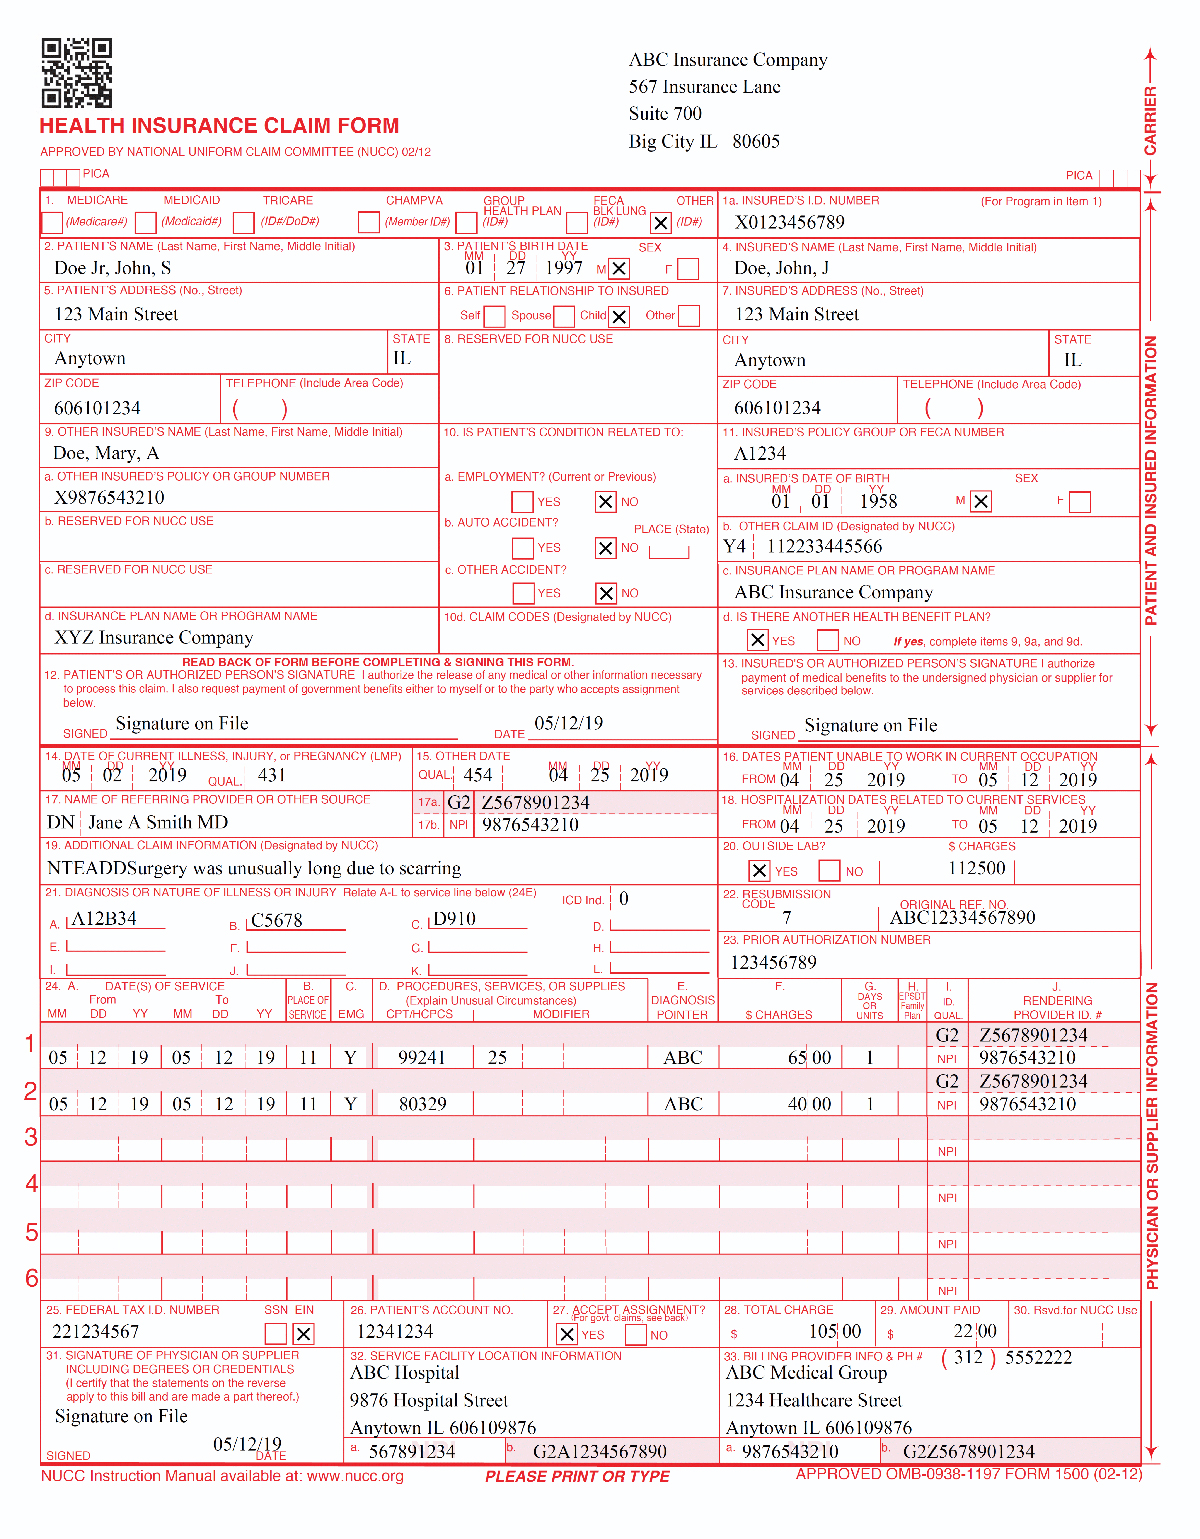 ABC Insurance Company
567 Insurance Lane
Suite 700
Big City IL 80605
HEALTH INSURANCE CLAIM FORM
APPROVED BY NATIONAL UNIFORM CLAIM COMMITTEE (NUCC) 02/12
CARRIER
PICA PICA
1. MEDICARE MEDICAID TRICARE CHAMPVA GROUP HEALTH PLAN FECA BLK LUNG OTHER
(Medicare#) (Medicaid#) (ID#/DoD#) (Member ID#) (ID#) (ID#) X (ID#)
1a. INSURED'S I.D. NUMBER (For Program in Item 1)
X0123456789
2. PATIENT'S NAME (Last Name, First Name, Middle Initial)
Doe Jr, John, S
3. PATIENT'S BIRTH DATE SEX
MM DD YY
01 27 1997 M X F
4. INSURED'S NAME (Last Name, First Name, Middle Initial)
Doe, John, J
5. PATIENT'S ADDRESS (No., Street)
123 Main Street
6. PATIENT RELATIONSHIP TO INSURED
Self Spouse Child X Other
7. INSURED'S ADDRESS (No., Street)
123 Main Street
CITY STATE
Anytown IL
8. RESERVED FOR NUCC USE
CITY STATE
Anytown IL
ZIP CODE TELEPHONE (Include Area Code)
606101234 ( )
ZIP CODE TELEPHONE (Include Area Code)
606101234 ( )
9. OTHER INSURED'S NAME (Last Name, First Name, Middle Initial)
Doe, Mary, A
10. IS PATIENT'S CONDITION RELATED TO:
11. INSURED'S POLICY GROUP OR FECA NUMBER
A1234
a. OTHER INSURED'S POLICY OR GROUP NUMBER
X9876543210
a. EMPLOYMENT? (Current or Previous)
YES X NO
a. INSURED'S DATE OF BIRTH SEX
MM DD YY
01 01 1958 M X F
b. RESERVED FOR NUCC USE
b. AUTO ACCIDENT? PLACE (State)
YES X NO
b. OTHER CLAIM ID (Designated by NUCC)
Y4 112233445566
c. RESERVED FOR NUCC USE
c. OTHER ACCIDENT?
YES X NO
c. INSURANCE PLAN NAME OR PROGRAM NAME
ABC Insurance Company
d. INSURANCE PLAN NAME OR PROGRAM NAME
XYZ Insurance Company
10d. CLAIM CODES (Designated by NUCC)
d. IS THERE ANOTHER HEALTH BENEFIT PLAN?
X YES NO If yes, complete items 9, 9a, and 9d.
READ BACK OF FORM BEFORE COMPLETING & SIGNING THIS FORM.
12. PATIENT'S OR AUTHORIZED PERSON'S SIGNATURE I authorize the release of any medical or other information necessary
to process this claim. I also request payment of government benefits either to myself or to the party who accepts assignment
below.
Signature on File 05/12/19
SIGNED DATE
13. INSURED'S OR AUTHORIZED PERSON'S SIGNATURE I authorize
payment of medical benefits to the undersigned physician or supplier for
services described below.
Signature on File
SIGNED
PATIENT AND INSURED INFORMATION
14. DATE OF CURRENT ILLNESS, INJURY, or PREGNANCY (LMP)
MM DD YY
05 02 2019 QUAL. 431
15. OTHER DATE
MM DD YY
QUAL. 454 04 25 2019
16. DATES PATIENT UNABLE TO WORK IN CURRENT OCCUPATION
MM DD YY MM DD YY
FROM 04 25 2019 TO 05 12 2019
17. NAME OF REFERRING PROVIDER OR OTHER SOURCE
DN Jane A Smith MD
17a. G2 Z5678901234
17b. NPI 9876543210
18. HOSPITALIZATION DATES RELATED TO CURRENT SERVICES
MM DD YY MM DD YY
FROM 04 25 2019 TO 05 12 2019
19. ADDITIONAL CLAIM INFORMATION (Designated by NUCC)
NTEADDSurgery was unusually long due to scarring
20. OUTSIDE LAB? $ CHARGES
X YES NO 112500
21. DIAGNOSIS OR NATURE OF ILLNESS OR INJURY Relate A-L to service line below (24E) ICD Ind. 0
A. A12B34 B. C5678 C. D910 D.
E. F. G. H.
I. J. K. L.
22. RESUBMISSION
CODE ORIGINAL REF. NO.
7 ABC12334567890
23. PRIOR AUTHORIZATION NUMBER
123456789
24. A. DATE(S) OF SERVICE B. C. D. PROCEDURES, SERVICES, OR SUPPLIES E. F. G. H. I. J.
From To PLACE OF (Explain Unusual Circumstances) DIAGNOSIS DAYS OR EPSDT Family ID. RENDERING
MM DD YY MM DD YY SERVICE EMG CPT/HCPCS MODIFIER POINTER $ CHARGES UNITS Plan QUAL. PROVIDER ID. #
G2 Z5678901234
1 05 12 19 05 12 19 11 Y 99241 25 ABC 65 00 1 NPI 9876543210
G2 Z5678901234
2 05 12 19 05 12 19 11 Y 80329 ABC 40 00 1 NPI 9876543210
3 NPI
4 NPI
5 NPI
6 NPI
25. FEDERAL TAX I.D. NUMBER SSN EIN
221234567 X
26. PATIENT'S ACCOUNT NO.
12341234
27. ACCEPT ASSIGNMENT?
(For govt. claims, see back)
X YES NO
28. TOTAL CHARGE
$ 105 00
29. AMOUNT PAID
$ 22 00
30. Rsvd.for NUCC Use
31. SIGNATURE OF PHYSICIAN OR SUPPLIER
INCLUDING DEGREES OR CREDENTIALS
(I certify that the statements on the reverse
apply to this bill and are made a part thereof.)
Signature on File
05/12/19
SIGNED DATE
32. SERVICE FACILITY LOCATION INFORMATION
ABC Hospital
9876 Hospital Street
Anytown IL 606109876
a. 567891234 b. G2A1234567890
33. BILLING PROVIDER INFO & PH # ( 312 ) 5552222
ABC Medical Group
1234 Healthcare Street
Anytown IL 606109876
a. 9876543210 b. G2Z5678901234
PHYSICIAN OR SUPPLIER INFORMATION
NUCC Instruction Manual available at: www.nucc.org PLEASE PRINT OR TYPE APPROVED OMB-0938-1197 FORM 1500 (02-12)